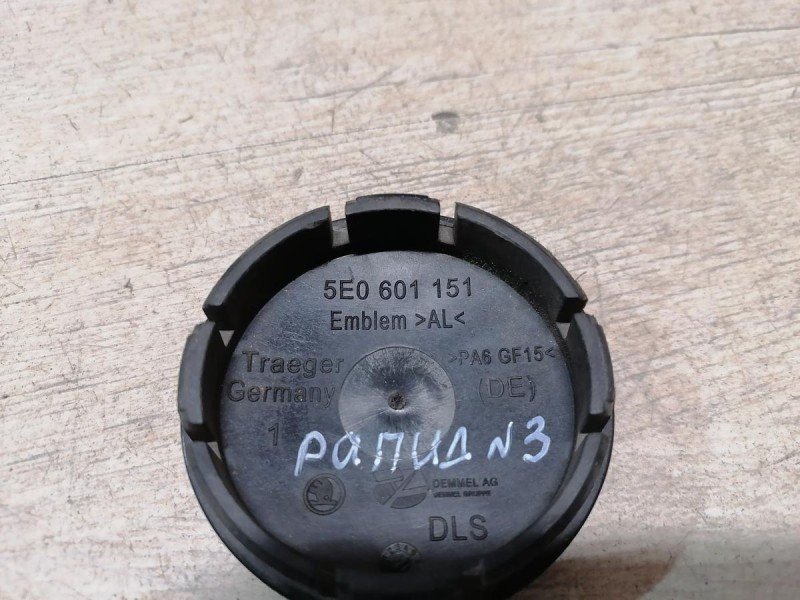 5E0 601 151
Emblem >AL<
Traeger >PA6 GF15<
Germany (DE)
1
РАПИД N3
DEMMEL AG
DLS